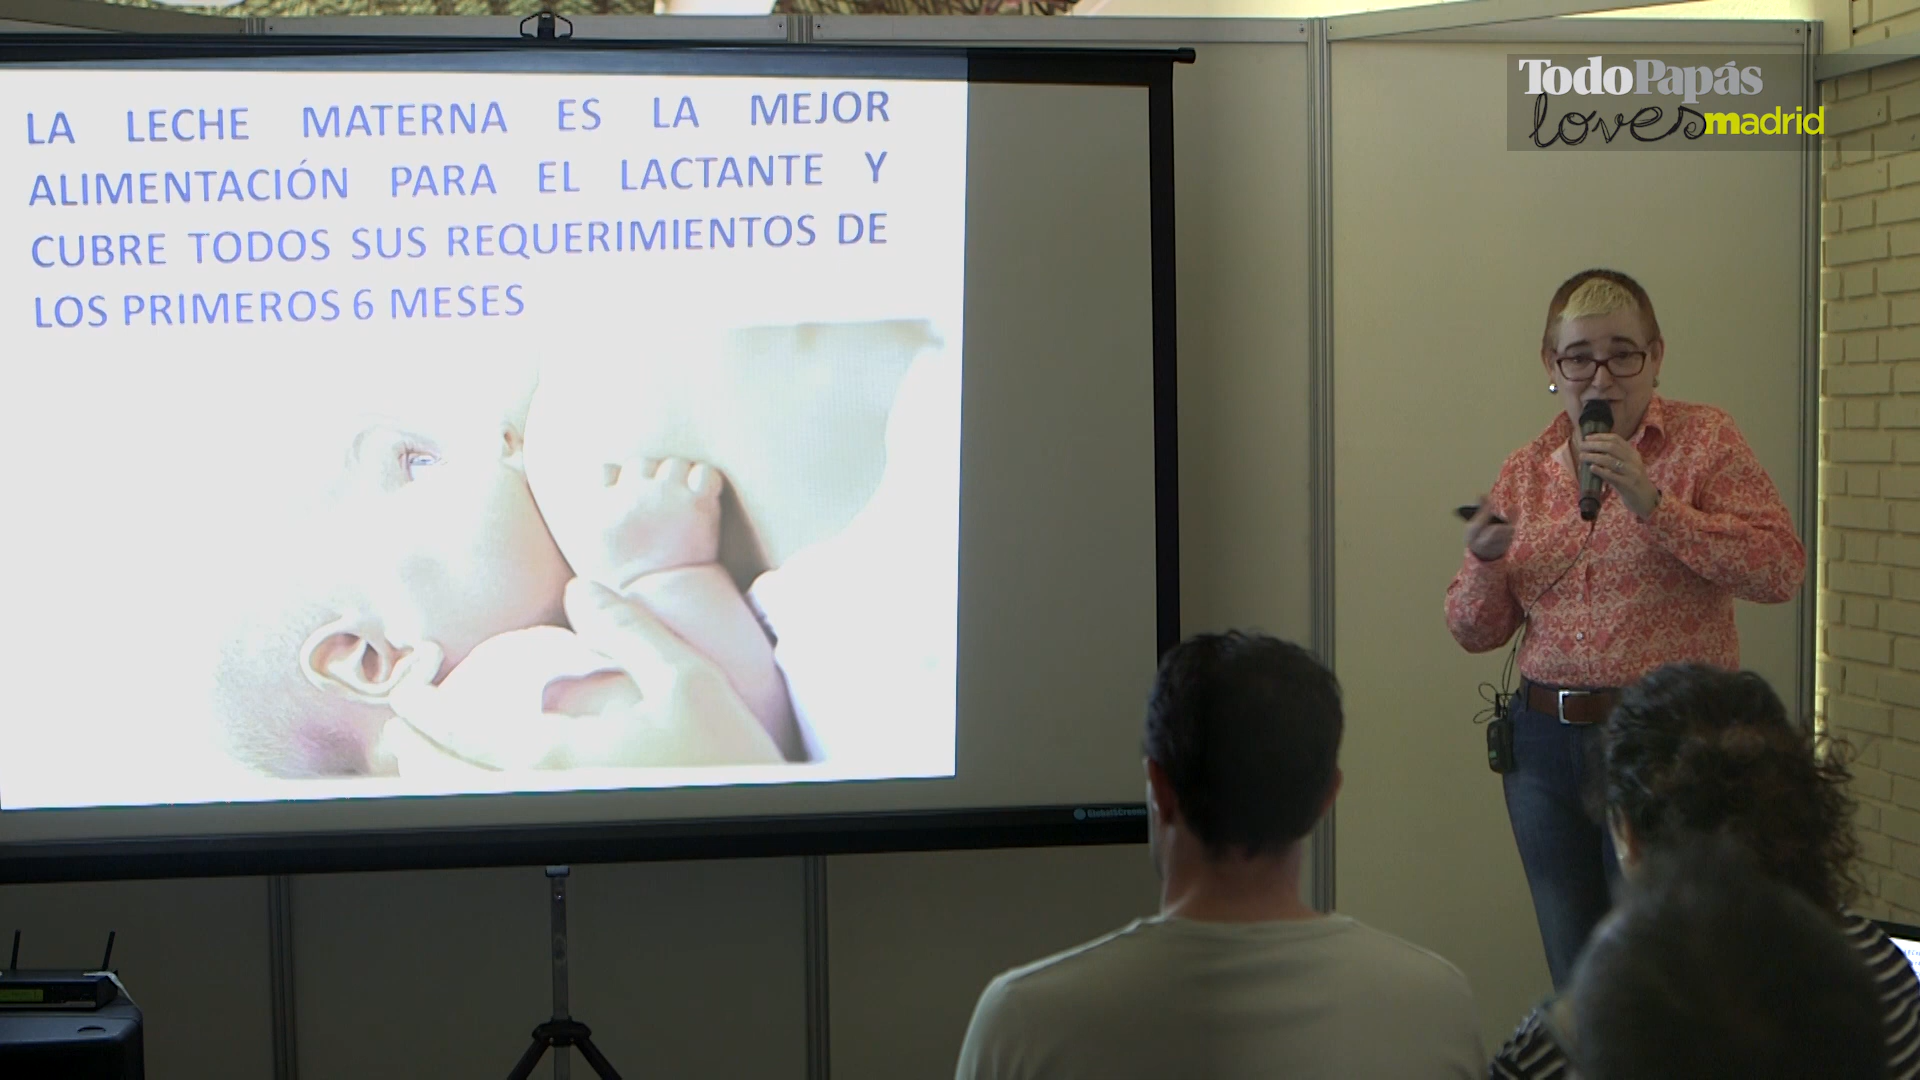 LA LECHE MATERNA ES LA MEJOR
ALIMENTACIÓN PARA EL LACTANTE Y
CUBRE TODOS SUS REQUERIMIENTOS DE
LOS PRIMEROS 6 MESES
TodoPapás
loves madrid